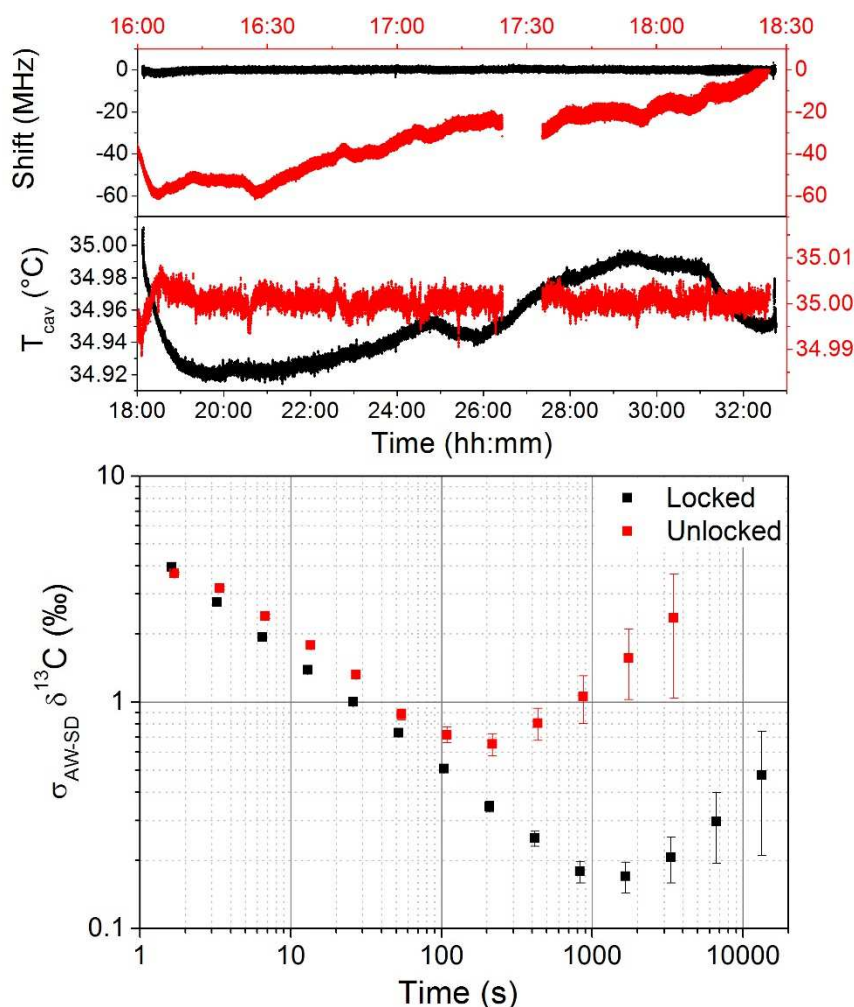 16:00 16:30 17:00 17:30 18:00 18:30
Shift (MHz)
0
-20
-40
-60
0
-20
-40
-60
T_cav (°C)
35.00
34.98
34.96
34.94
34.92
35.01
35.00
34.99
18:00 20:00 22:00 24:00 26:00 28:00 30:00 32:00
Time (hh:mm)
σ_AW-SD δ¹³C (‰)
10
1
0.1
Locked
Unlocked
1 10 100 1000 10000
Time (s)